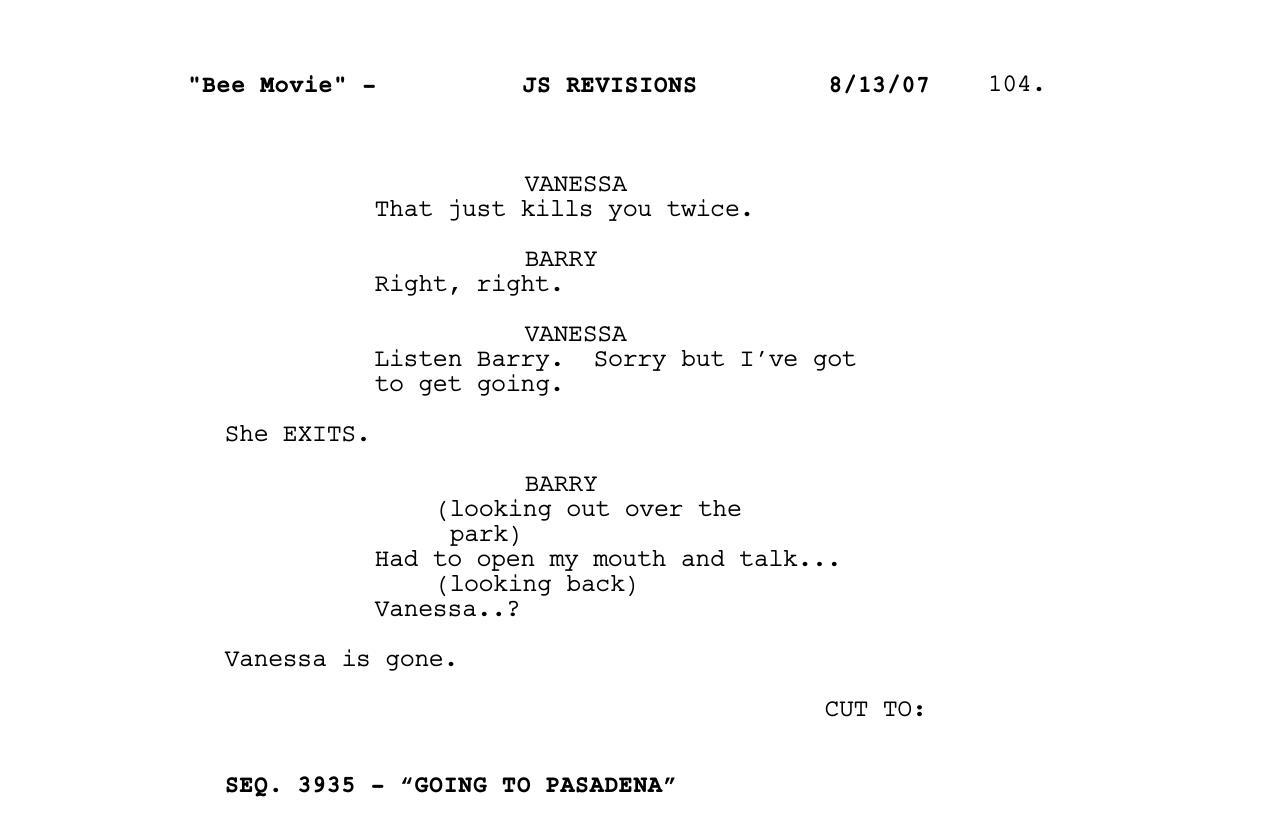 "Bee Movie" - JS REVISIONS 8/13/07 104.
VANESSA
That just kills you twice.
BARRY
Right, right.
VANESSA
Listen Barry.  Sorry but I've got
to get going.
She EXITS.
BARRY
(looking out over the
park)
Had to open my mouth and talk...
(looking back)
Vanessa..?
Vanessa is gone.
CUT TO:
SEQ. 3935 - “GOING TO PASADENA”